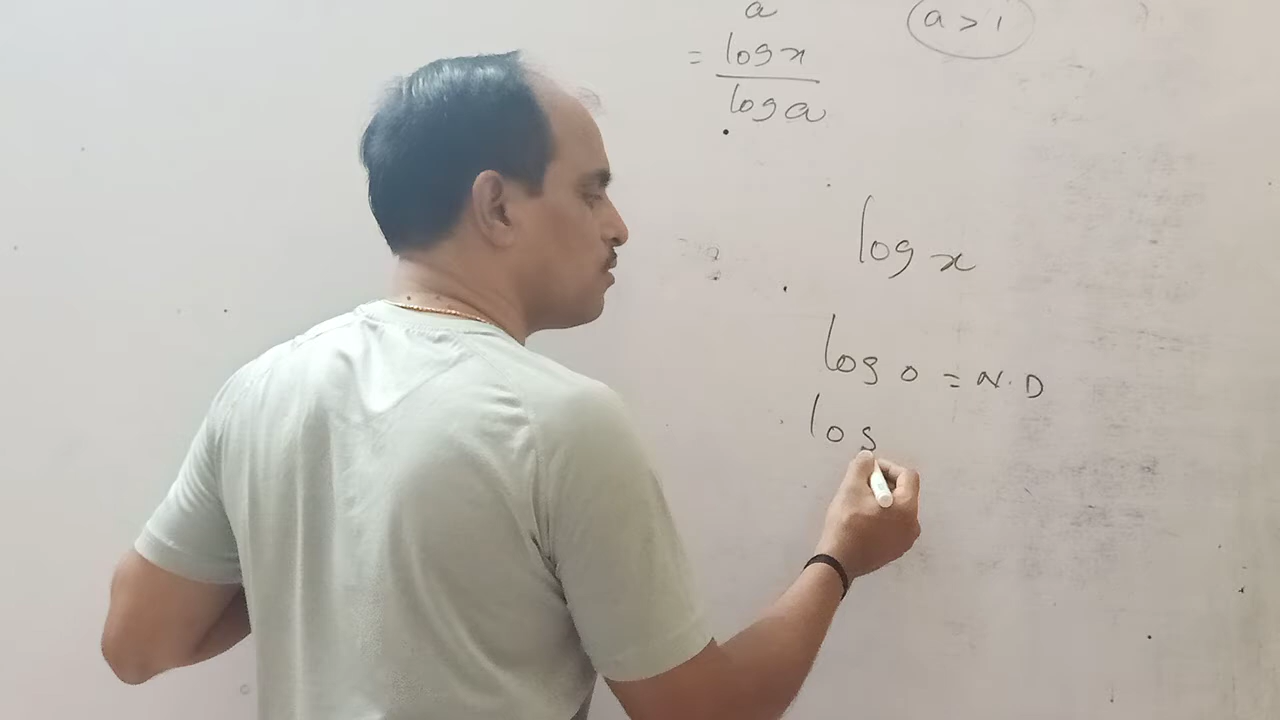 a
a > 1
= log x
log a
log x
log 0 = N.D
log